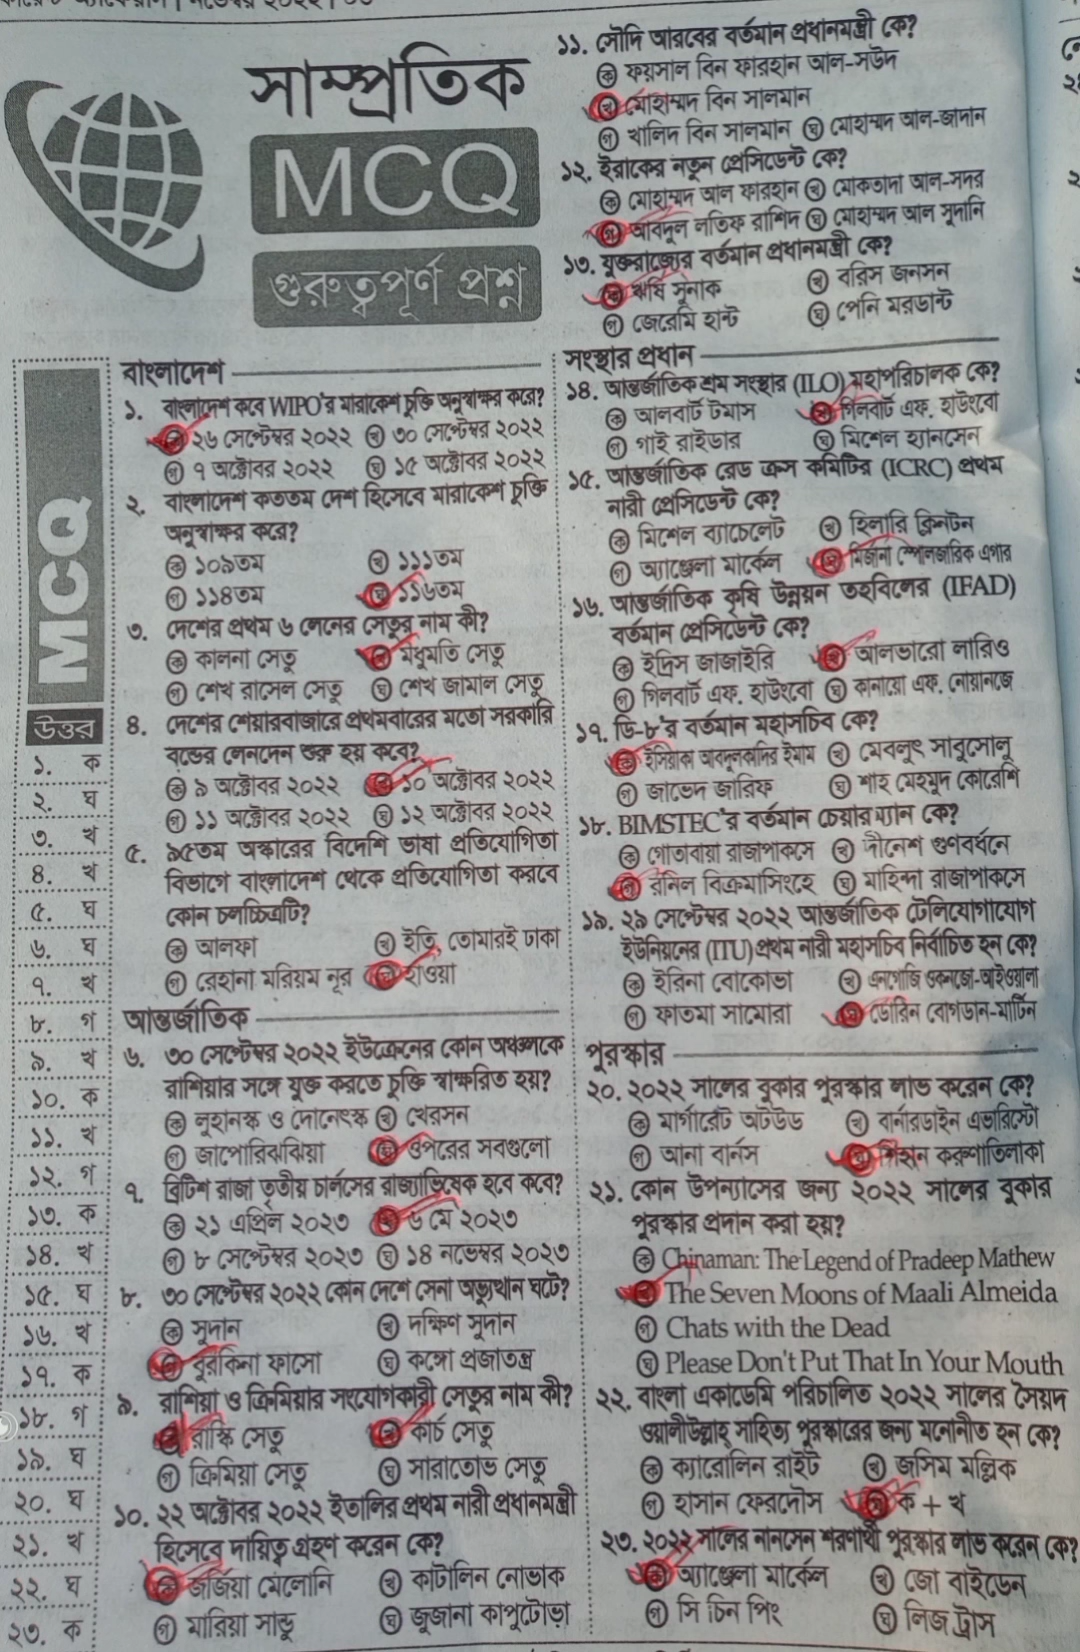 সাম্প্রতিক
MCQ
গুরুত্বপূর্ণ প্রশ্ন
MCQ
উত্তর
১. ক
২. ঘ
৩. খ
৪. খ
৫. ঘ
৬. ঘ
৭. খ
৮. গ
৯. খ
১০. ক
১১. খ
১২. গ
১৩. ক
১৪. খ
১৫. ঘ
১৬. খ
১৭. ক
১৮. গ
১৯. ঘ
২০. ঘ
২১. খ
২২. ঘ
২৩. ক
বাংলাদেশ
১. বাংলাদেশ কবে WIPO'র মারাকেশ চুক্তি অনুস্বাক্ষর করে?
ক ২৬ সেপ্টেম্বর ২০২২ খ ৩০ সেপ্টেম্বর ২০২২
গ ৭ অক্টোবর ২০২২ ঘ ১৫ অক্টোবর ২০২২
২. বাংলাদেশ কততম দেশ হিসেবে মারাকেশ চুক্তি
অনুস্বাক্ষর করে?
ক ১০৯তম খ ১১১তম
গ ১১৪তম ঘ ১১৬তম
৩. দেশের প্রথম ৬ লেনের সেতুর নাম কী?
ক কালনা সেতু খ মধুমতি সেতু
গ শেখ রাসেল সেতু ঘ শেখ জামাল সেতু
৪. দেশের শেয়ারবাজারে প্রথমবারের মতো সরকারি
বন্ডের লেনদেন শুরু হয় কবে?
ক ৯ অক্টোবর ২০২২ খ ১০ অক্টোবর ২০২২
গ ১১ অক্টোবর ২০২২ ঘ ১২ অক্টোবর ২০২২
৫. ৯৫তম অস্কারের বিদেশি ভাষা প্রতিযোগিতা
বিভাগে বাংলাদেশ থেকে প্রতিযোগিতা করবে
কোন চলচ্চিত্রটি?
ক আলফা খ ইতি, তোমারই ঢাকা
গ রেহানা মরিয়ম নূর ঘ হাওয়া
আন্তর্জাতিক
৬. ৩০ সেপ্টেম্বর ২০২২ ইউক্রেনের কোন অঞ্চলকে
রাশিয়ার সঙ্গে যুক্ত করতে চুক্তি স্বাক্ষরিত হয়?
ক লুহানস্ক ও দোনেৎস্ক খ খেরসন
গ জাপোরিঝঝিয়া ঘ ওপরের সবগুলো
৭. ব্রিটিশ রাজা তৃতীয় চার্লসের রাজ্যাভিষেক হবে কবে?
ক ২১ এপ্রিল ২০২৩ খ ৬ মে ২০২৩
গ ৮ সেপ্টেম্বর ২০২৩ ঘ ১৪ নভেম্বর ২০২৩
৮. ৩০ সেপ্টেম্বর ২০২২ কোন দেশে সেনা অভ্যুত্থান ঘটে?
ক সুদান খ দক্ষিণ সুদান
গ বুরকিনা ফাসো ঘ কঙ্গো প্রজাতন্ত্র
৯. রাশিয়া ও ক্রিমিয়ার সংযোগকারী সেতুর নাম কী?
ক রাস্কি সেতু খ কার্চ সেতু
গ ক্রিমিয়া সেতু ঘ সারাতোভ সেতু
১০. ২২ অক্টোবর ২০২২ ইতালির প্রথম নারী প্রধানমন্ত্রী
হিসেবে দায়িত্ব গ্রহণ করেন কে?
ক জর্জিয়া মেলোনি খ কাটালিন নোভাক
গ মারিয়া সান্ডু ঘ জুজানা কাপুটোভা
১১. সৌদি আরবের বর্তমান প্রধানমন্ত্রী কে?
ক ফয়সাল বিন ফারহান আল-সউদ
খ মোহাম্মদ বিন সালমান
গ খালিদ বিন সালমান ঘ মোহাম্মদ আল-জাদান
১২. ইরাকের নতুন প্রেসিডেন্ট কে?
ক মোহাম্মদ আল ফারহান খ মোকতাদা আল-সদর
গ আবদুল লতিফ রাশিদ ঘ মোহাম্মদ আল সুদানি
১৩. যুক্তরাজ্যের বর্তমান প্রধানমন্ত্রী কে?
ক ঋষি সুনাক খ বরিস জনসন
গ জেরেমি হান্ট ঘ পেনি মরডান্ট
সংস্থার প্রধান
১৪. আন্তর্জাতিক শ্রম সংস্থার (ILO) মহাপরিচালক কে?
ক আলবার্ট টমাস খ গিলবার্ট এফ. হাউংবো
গ গাই রাইডার ঘ মিশেল হ্যানসেন
১৫. আন্তর্জাতিক রেড ক্রস কমিটির (ICRC) প্রথম
নারী প্রেসিডেন্ট কে?
ক মিশেল ব্যাচেলেট খ হিলারি ক্লিনটন
গ অ্যাঞ্জেলা মার্কেল ঘ মিরজানা স্পোলজারিক এগার
১৬. আন্তর্জাতিক কৃষি উন্নয়ন তহবিলের (IFAD)
বর্তমান প্রেসিডেন্ট কে?
ক ইদ্রিস জাজাইরি খ আলভারো লারিও
গ গিলবার্ট এফ. হাউংবো ঘ কানায়ো এফ. নোয়ানজে
১৭. ডি-৮'র বর্তমান মহাসচিব কে?
ক ইসিয়াকা আবদুলকাদির ইমাম খ মেবলুৎ সাবুসোলু
গ জাভেদ জারিফ ঘ শাহ মেহমুদ কোরেশি
১৮. BIMSTEC'র বর্তমান চেয়ারম্যান কে?
ক গোতাবায়া রাজাপাকসে খ দীনেশ গুণবর্ধনে
গ রনিল বিক্রমাসিংহে ঘ মাহিন্দা রাজাপাকসে
১৯. ২৯ সেপ্টেম্বর ২০২২ আন্তর্জাতিক টেলিযোগাযোগ
ইউনিয়নের (ITU) প্রথম নারী মহাসচিব নির্বাচিত হন কে?
ক ইরিনা বোকোভা খ এনগোজি ওকনজো-আইওয়ালা
গ ফাতমা সামোরা ঘ ডোরিন বোগডান-মার্টিন
পুরস্কার
২০. ২০২২ সালের বুকার পুরস্কার লাভ করেন কে?
ক মার্গারেট অটউড খ বার্নারডাইন এভারিস্টো
গ আনা বার্নস ঘ শিহান করুণাতিলাকা
২১. কোন উপন্যাসের জন্য ২০২২ সালের বুকার
পুরস্কার প্রদান করা হয়?
ক Chinaman: The Legend of Pradeep Mathew
খ The Seven Moons of Maali Almeida
গ Chats with the Dead
ঘ Please Don't Put That In Your Mouth
২২. বাংলা একাডেমি পরিচালিত ২০২২ সালের সৈয়দ
ওয়ালীউল্লাহ সাহিত্য পুরস্কারের জন্য মনোনীত হন কে?
ক ক্যারোলিন রাইট খ জসিম মল্লিক
গ হাসান ফেরদৌস ঘ ক + খ
২৩. ২০২২ সালের নানসেন শরণার্থী পুরস্কার লাভ করেন কে?
ক অ্যাঞ্জেলা মার্কেল খ জো বাইডেন
গ সি চিন পিং ঘ লিজ ট্রাস